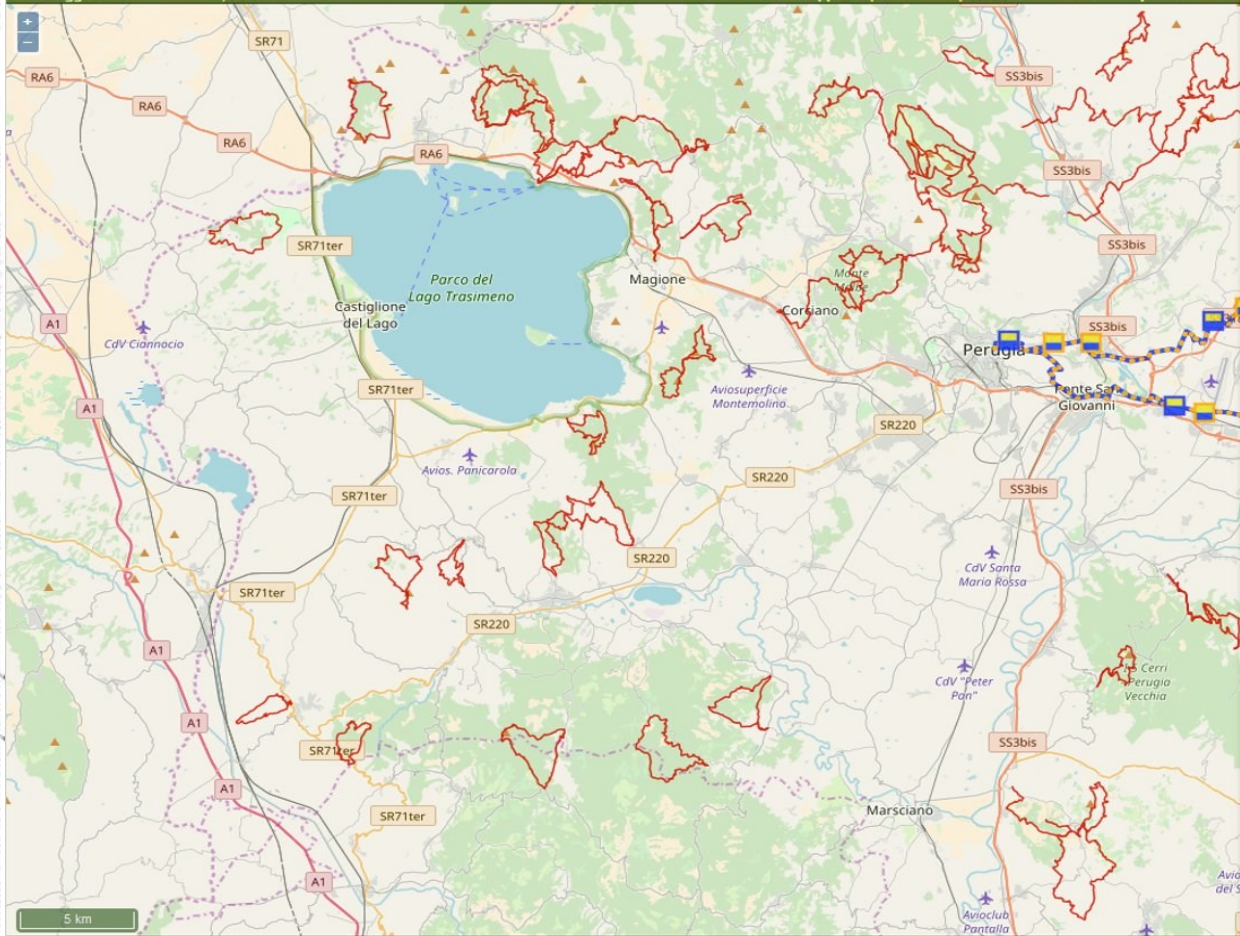 SR71
RA6
SS3bis
RA6
RA6
RA6
SS3bis
SR71ter
SS3bis
Parco del
Lago Trasimeno
Magione
Monte
Castiglione
del Lago
Corciano
A1
SS3bis
CdV Ciannocio
Perugia
SR71ter
Aviosuperficie
Montemolino
Ponte San
Giovanni
A1
SR220
Avios. Panicarola
SR220
SR71ter
SS3bis
SR220
CdV Santa
Maria Rossa
SR71ter
SR220
A1
CdV "Peter
Pan"
Cerri
Perugia
Vecchia
A1
SR71ter
SS3bis
A1
SR71ter
Marsciano
A1
Avioclub
Pantalla
+
−
5 km